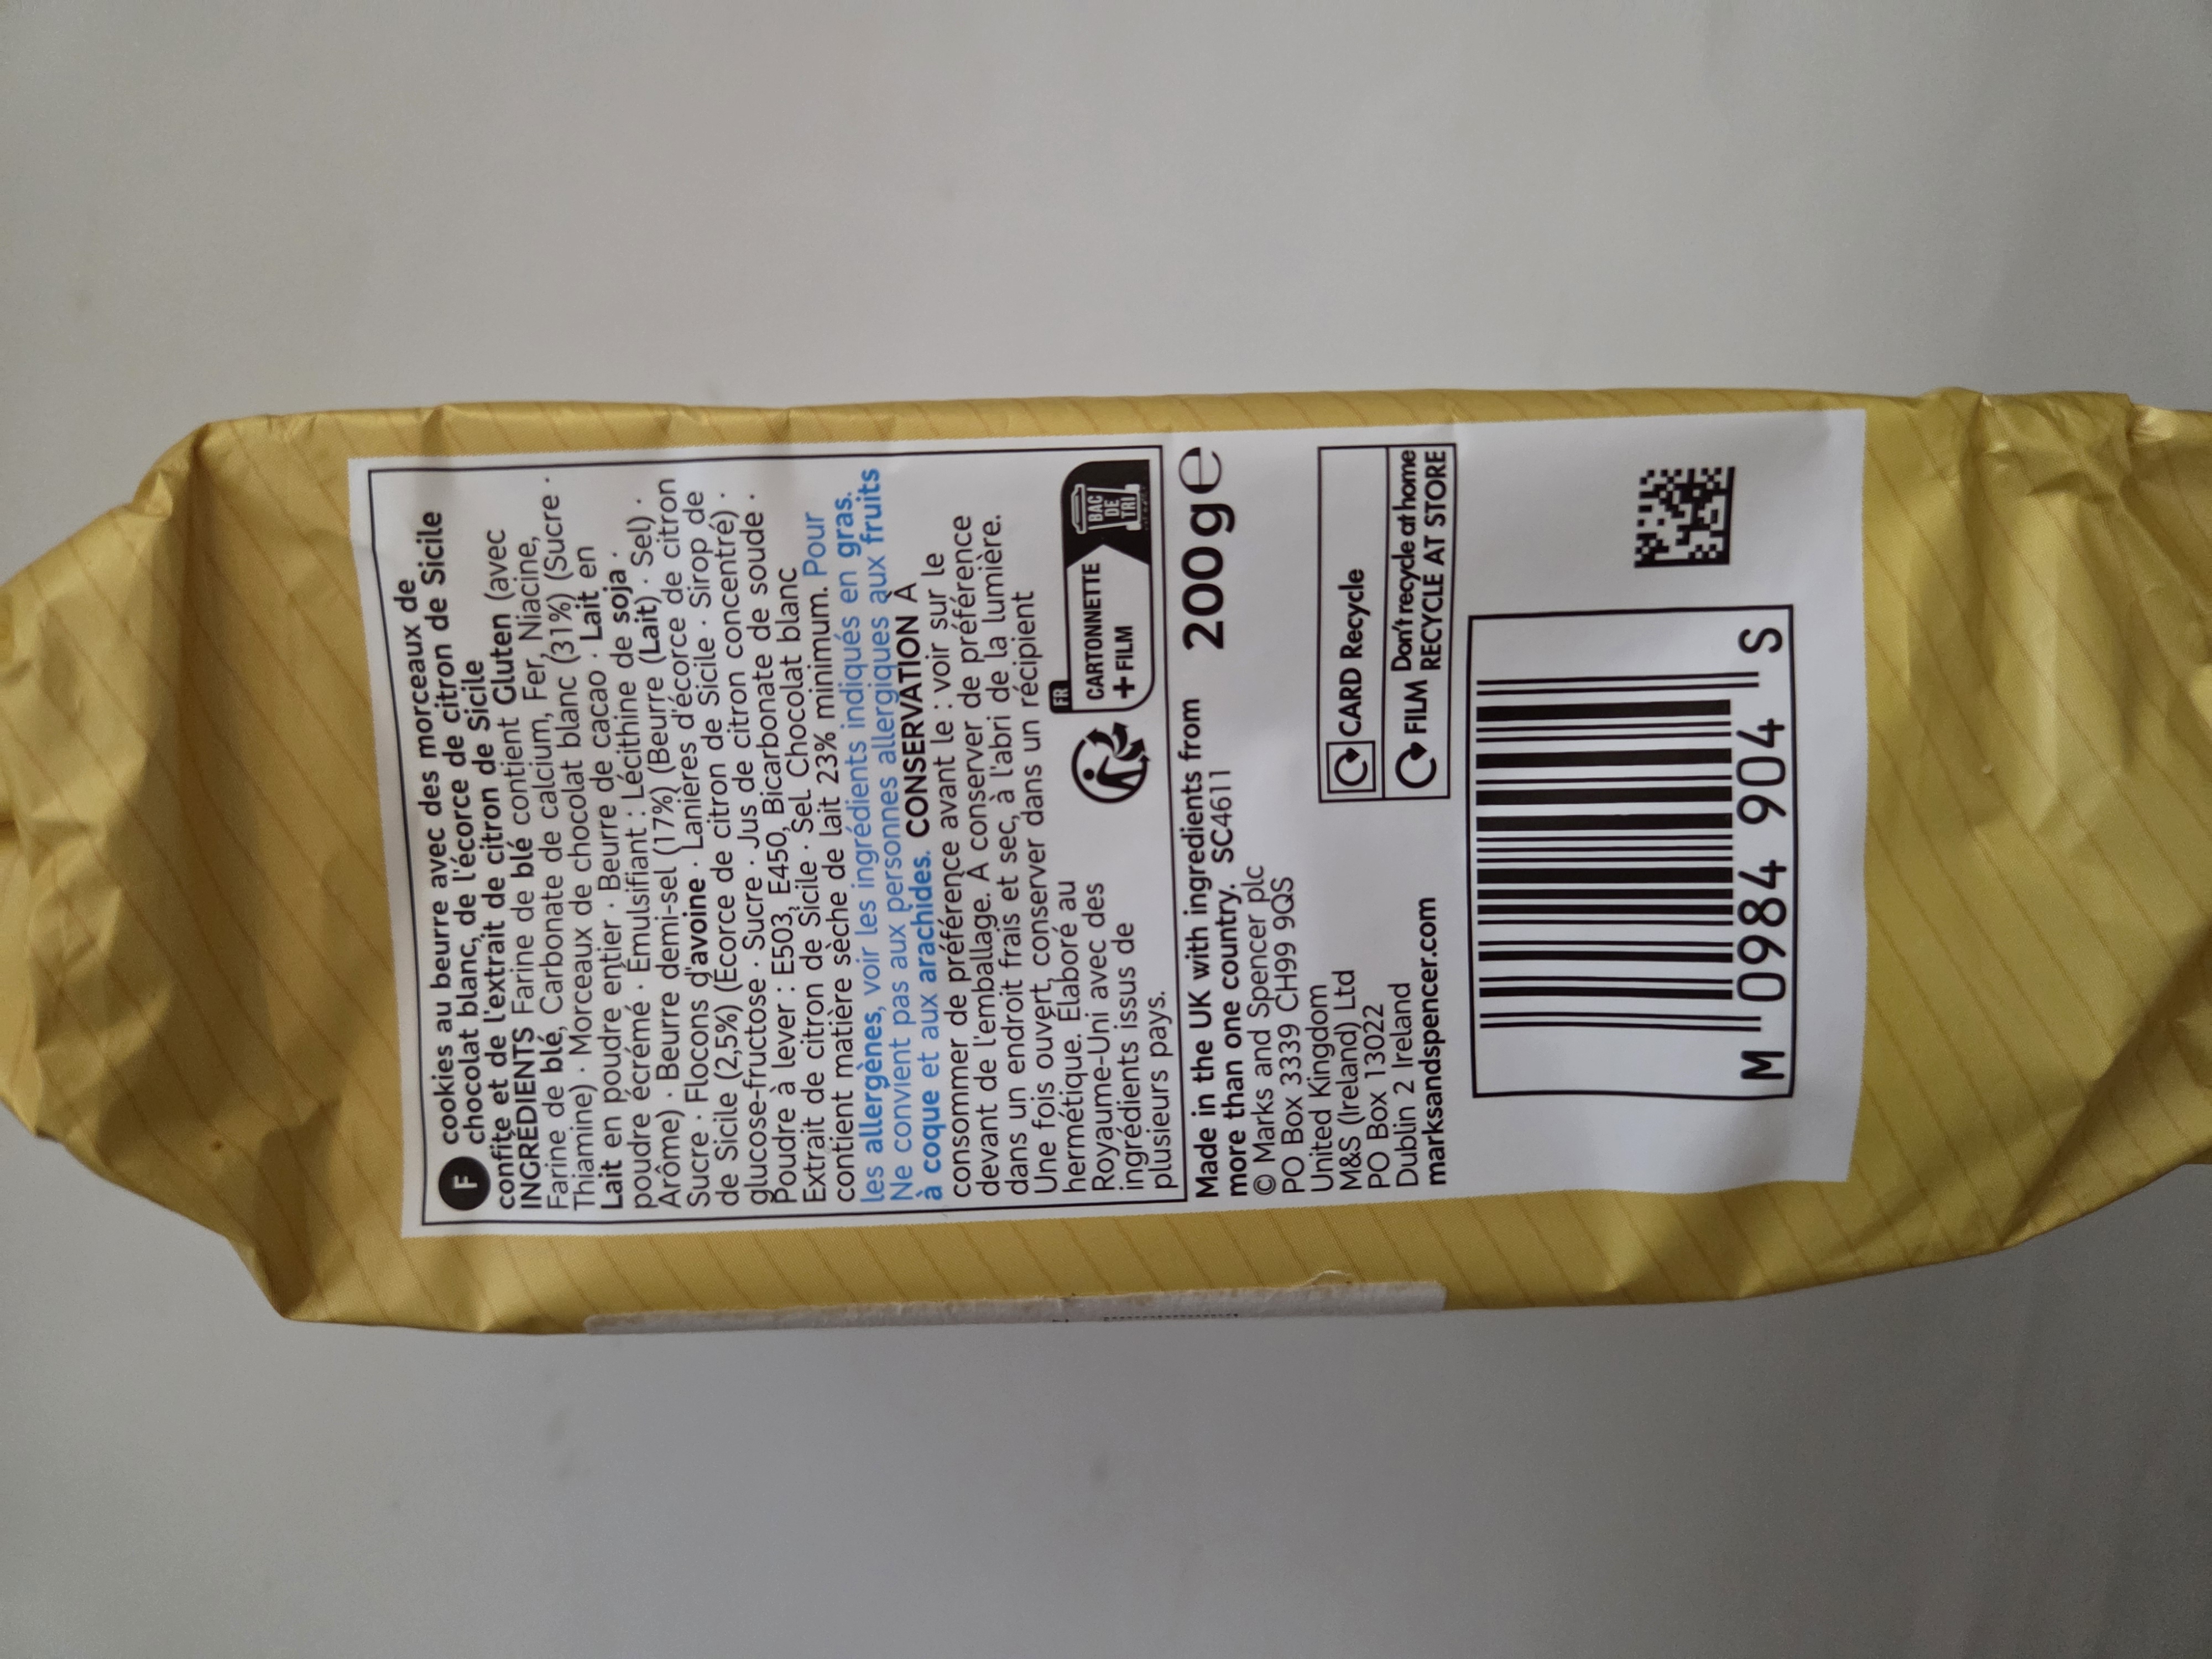 F cookies au beurre avec des morceaux de
chocolat blanc, de l'écorce de citron de Sicile
confite et de l'extrait de citron de Sicile
INGRÉDIENTS Farine de blé contient Gluten (avec
Farine de blé, Carbonate de calcium, Fer, Niacine,
Thiamine) · Morceaux de chocolat blanc (31%) (Sucre ·
Lait en poudre entier · Beurre de cacao · Lait en
poudre écrémé · Émulsifiant : Lécithine de soja ·
Arôme) · Beurre demi-sel (17%) (Beurre (Lait) · Sel) ·
Sucre · Flocons d'avoine · Lanières d'écorce de citron
de Sicile (2,5%) (Écorce de citron de Sicile · Sirop de
glucose-fructose · Sucre · Jus de citron concentré) ·
Poudre à lever : E503, E450, Bicarbonate de soude ·
Extrait de citron de Sicile · Sel. Chocolat blanc
contient matière sèche de lait 23% minimum. Pour
les allergènes, voir les ingrédients indiqués en gras.
Ne convient pas aux personnes allergiques aux fruits
à coque et aux arachides. CONSERVATION À
consommer de préférence avant le : voir sur le
devant de l'emballage. À conserver de préférence
dans un endroit frais et sec, à l'abri de la lumière.
Une fois ouvert, conserver dans un récipient
hermétique. Élaboré au
Royaume-Uni avec des
ingrédients issus de
plusieurs pays.
FR
CARTONNETTE
+ FILM
BAC
DE
TRI
Made in the UK with ingredients from
more than one country. SC4611
200g e
© Marks and Spencer plc
PO Box 3339 CH99 9QS
United Kingdom
M&S (Ireland) Ltd
PO Box 13022
Dublin 2 Ireland
marksandspencer.com
CARD Recycle
FILM Don't recycle at home
RECYCLE AT STORE
M 0984 904 S